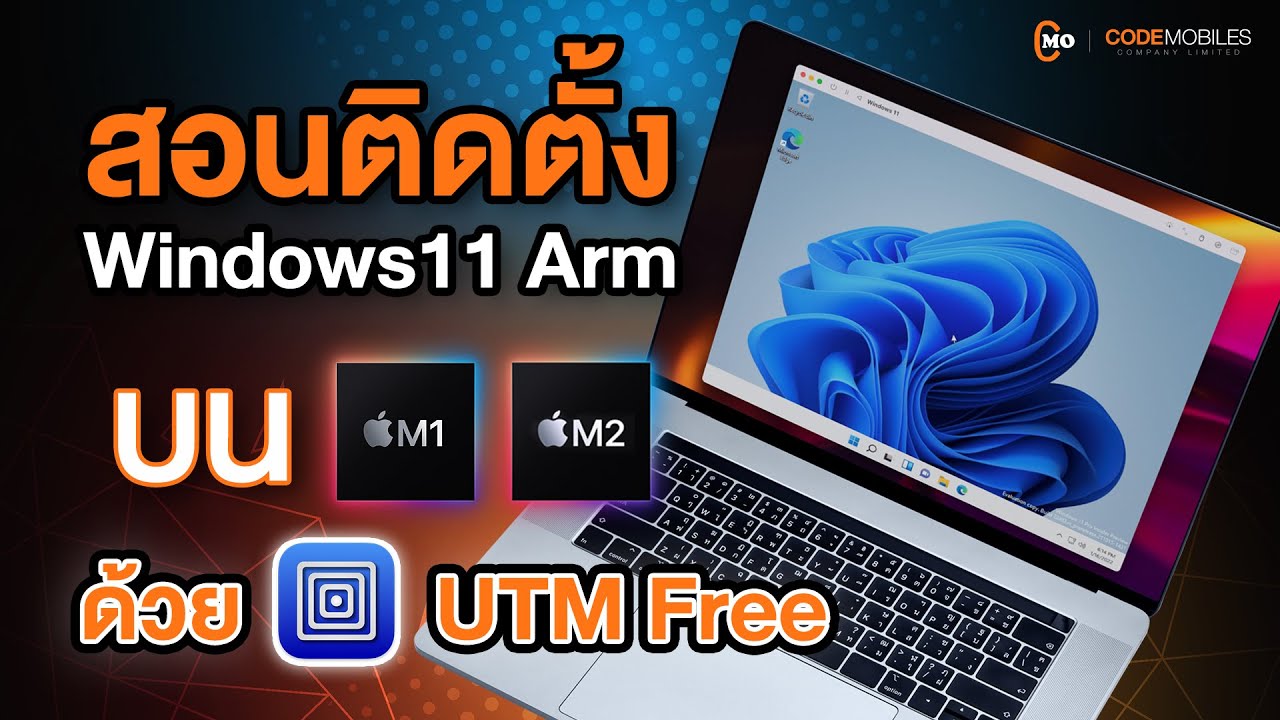 CMO
CODEMOBILES
COMPANY LIMITED
สอนติดตั้ง
Windows11 Arm
บน
M1
M2
ด้วย
UTM Free
Windows 11
control